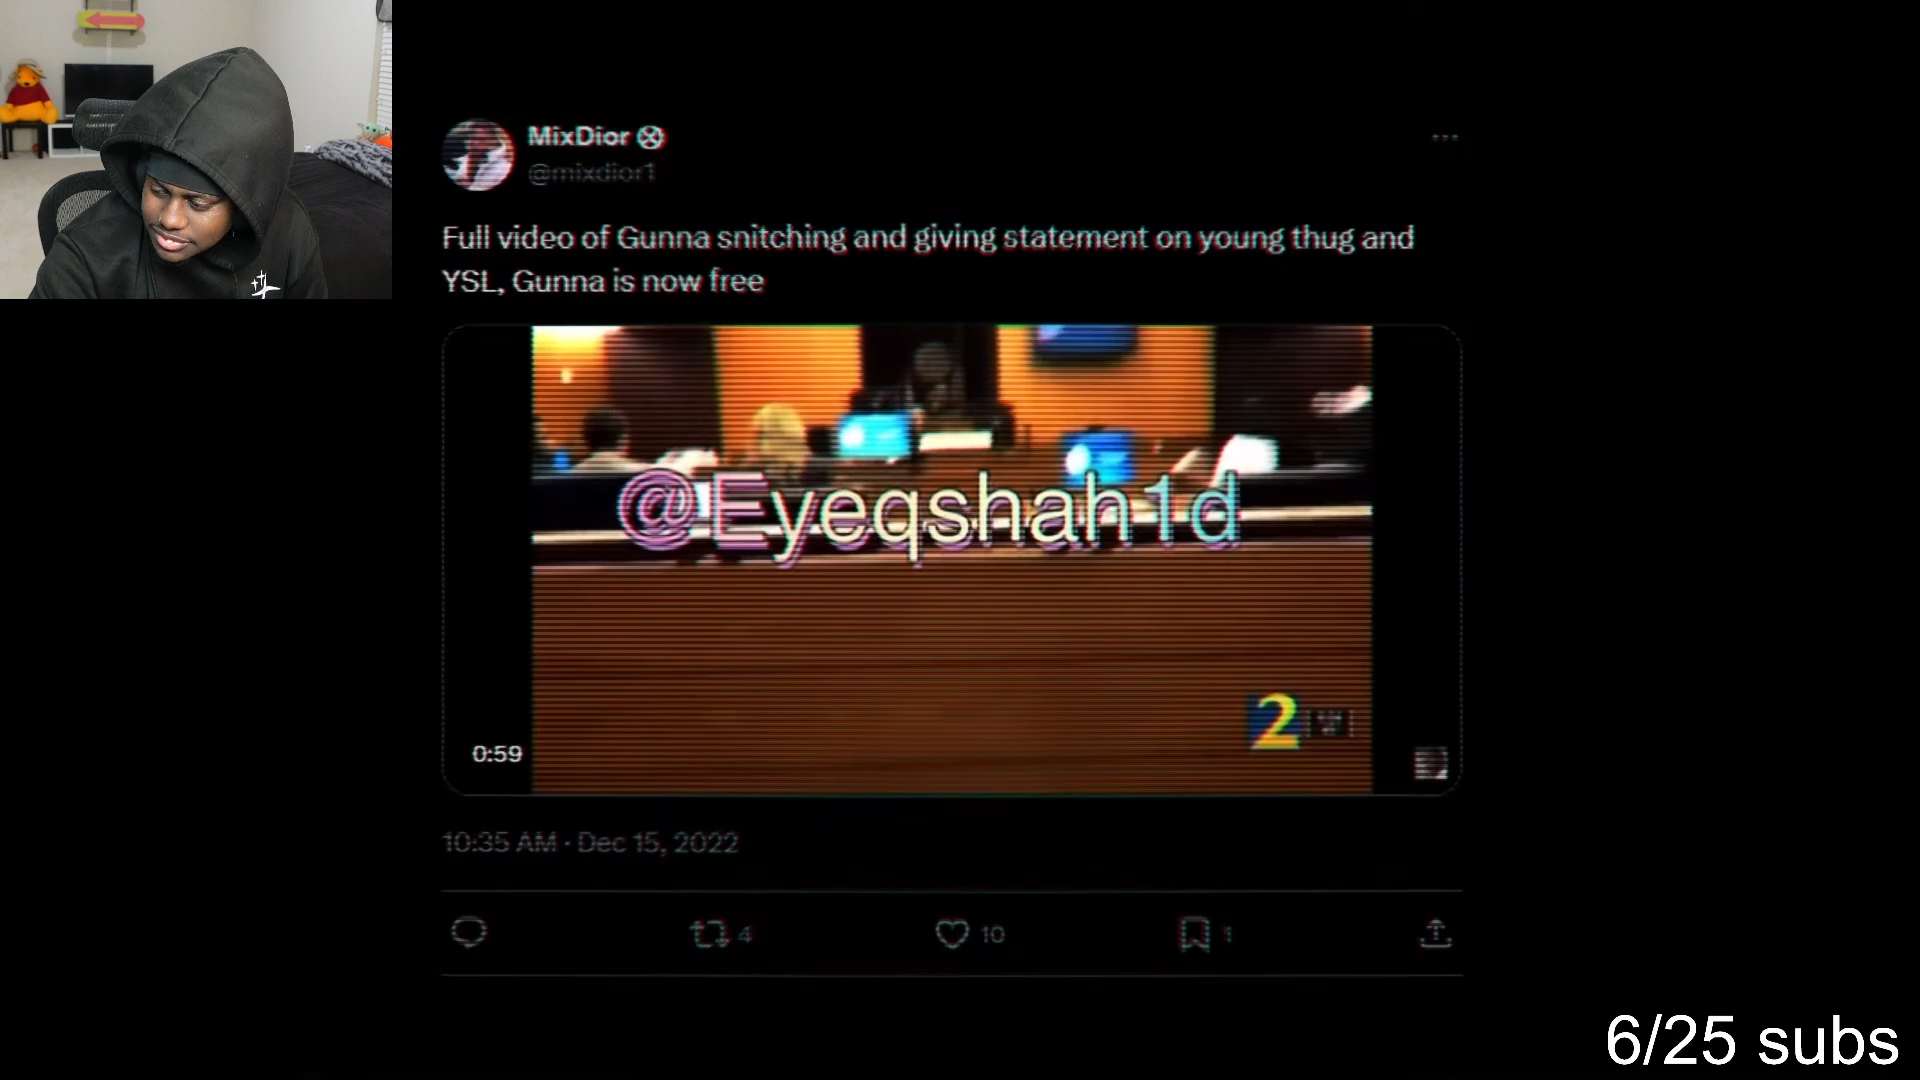 MixDior
@mixdior1
Full video of Gunna snitching and giving statement on young thug and
YSL, Gunna is now free
@Eyeqshah1d
2
0:59
10:35 AM · Dec 15, 2022
4
10
1
6/25 subs